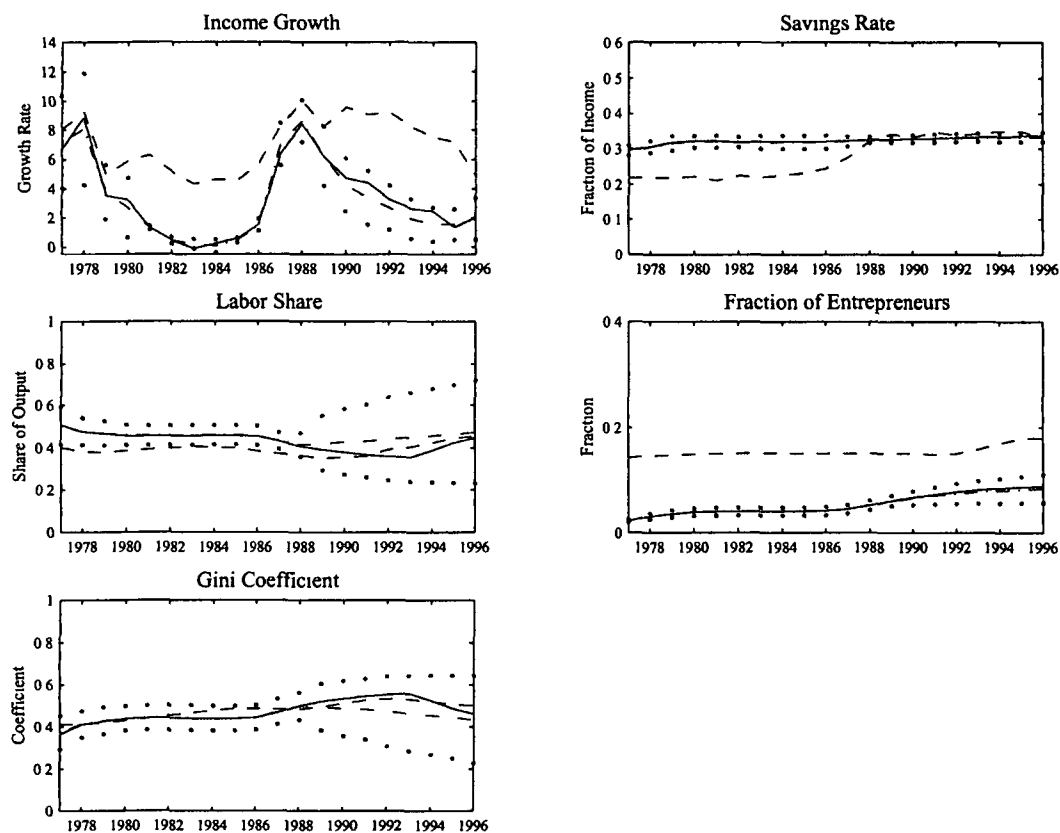 Income Growth
14
12
10
8
6
4
2
0
Growth Rate
1978 1980 1982 1984 1986 1988 1990 1992 1994 1996
Savings Rate
0 6
0 5
0 4
0 3
0 2
0 1
0
Fraction of Income
1978 1980 1982 1984 1986 1988 1990 1992 1994 1996
Labor Share
1
0 8
0 6
0 4
0 2
0
Share of Output
1978 1980 1982 1984 1986 1988 1990 1992 1994 1996
Fraction of Entrepreneurs
0 4
0 2
0
Fraction
1978 1980 1982 1984 1986 1988 1990 1992 1994 1996
Gini Coefficient
1
0 8
0 6
0 4
0 2
0
Coefficient
1978 1980 1982 1984 1986 1988 1990 1992 1994 1996